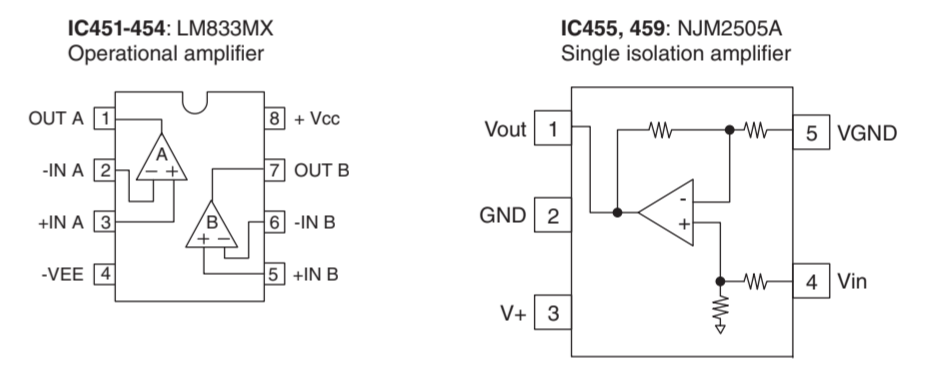 IC451-454: LM833MX
Operational amplifier
OUT A 1
-IN A 2
+IN A 3
-VEE 4
8 + Vcc
7 OUT B
6 -IN B
5 +IN B
A
- +
B
+ -
IC455, 459: NJM2505A
Single isolation amplifier
Vout 1
GND 2
V+ 3
5 VGND
4 Vin
-
+